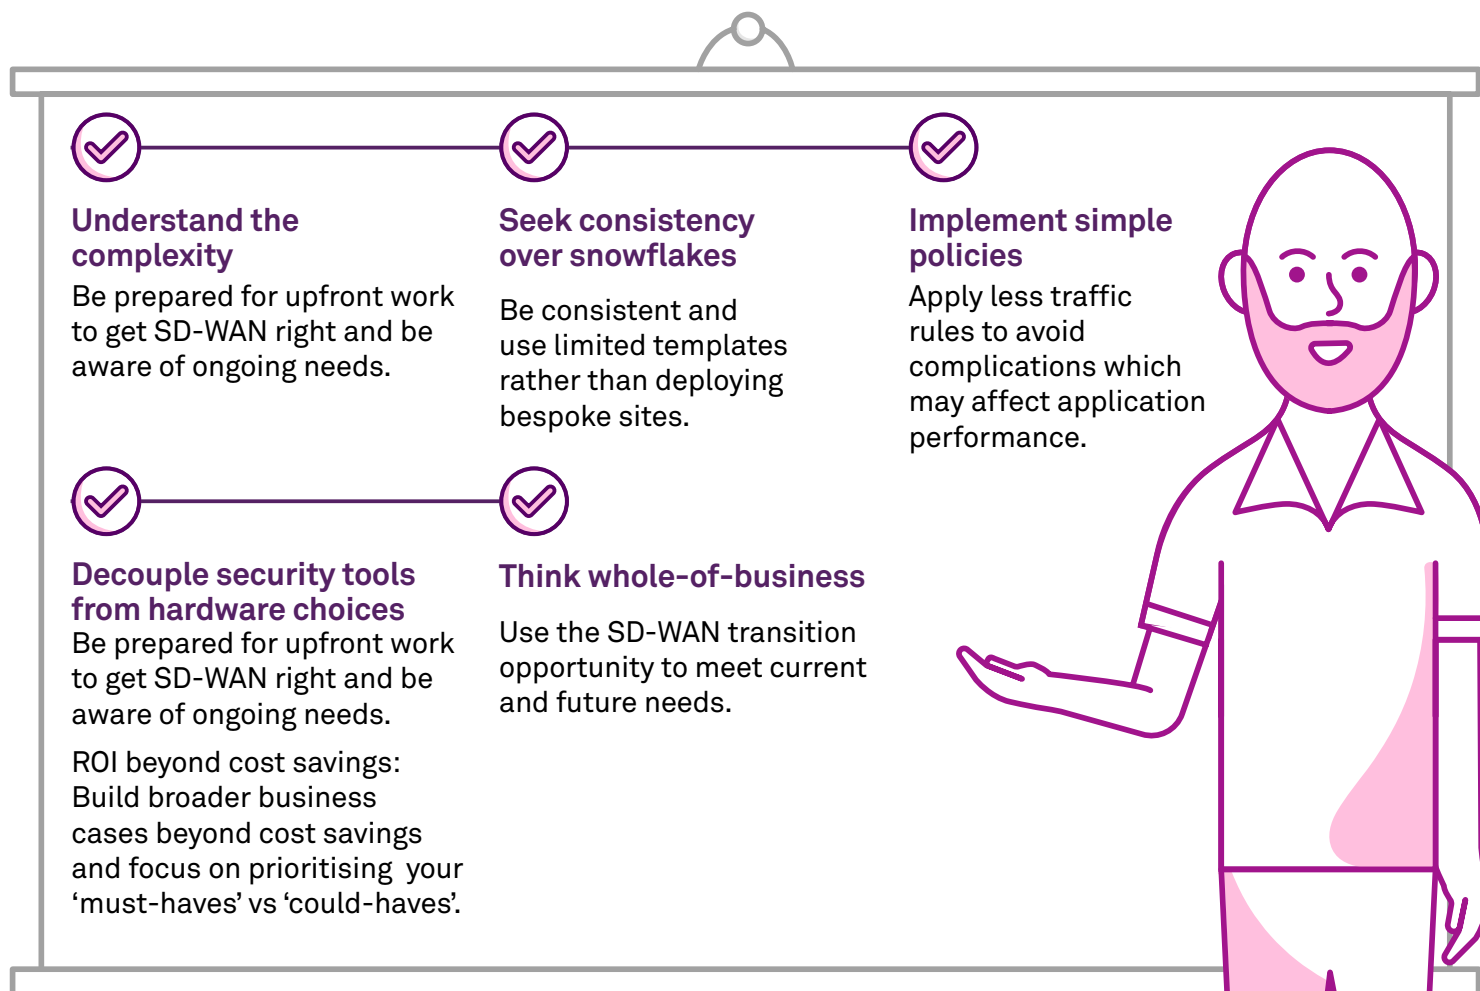 Understand the
complexity
Be prepared for upfront work
to get SD-WAN right and be
aware of ongoing needs.
Seek consistency
over snowflakes
Be consistent and
use limited templates
rather than deploying
bespoke sites.
Implement simple
policies
Apply less traffic
rules to avoid
complications which
may affect application
performance.
Decouple security tools
from hardware choices
Be prepared for upfront work
to get SD-WAN right and be
aware of ongoing needs.
ROI beyond cost savings:
Build broader business
cases beyond cost savings
and focus on prioritising your
‘must-haves’ vs ‘could-haves’.
Think whole-of-business
Use the SD-WAN transition
opportunity to meet current
and future needs.